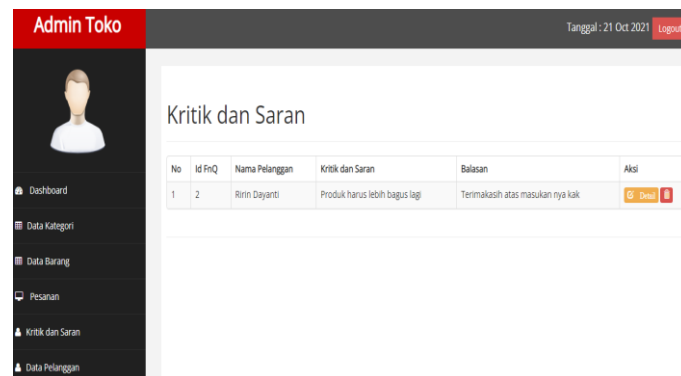 Admin Toko
Tanggal : 21 Oct 2021 Logout
Kritik dan Saran
No Id FnQ Nama Pelanggan Kritik dan Saran Balasan Aksi
1 2 Ririn Dayanti Produk harus lebih bagus lagi Terimakasih atas masukan nya kak Detail
Dashboard
Data Kategori
Data Barang
Pesanan
Kritik dan Saran
Data Pelanggan